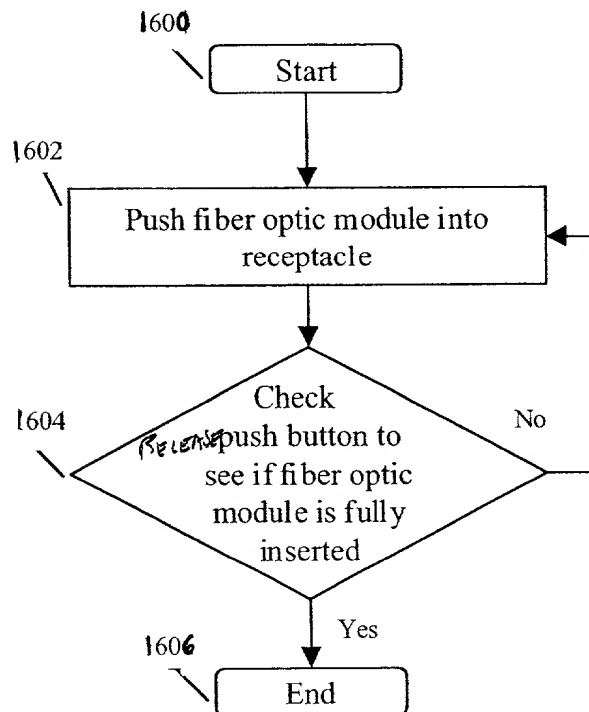 1600
Start
1602
Push fiber optic module into
receptacle
1604
Check
RELEASE push button to
see if fiber optic
module is fully
inserted
No
Yes
1606
End